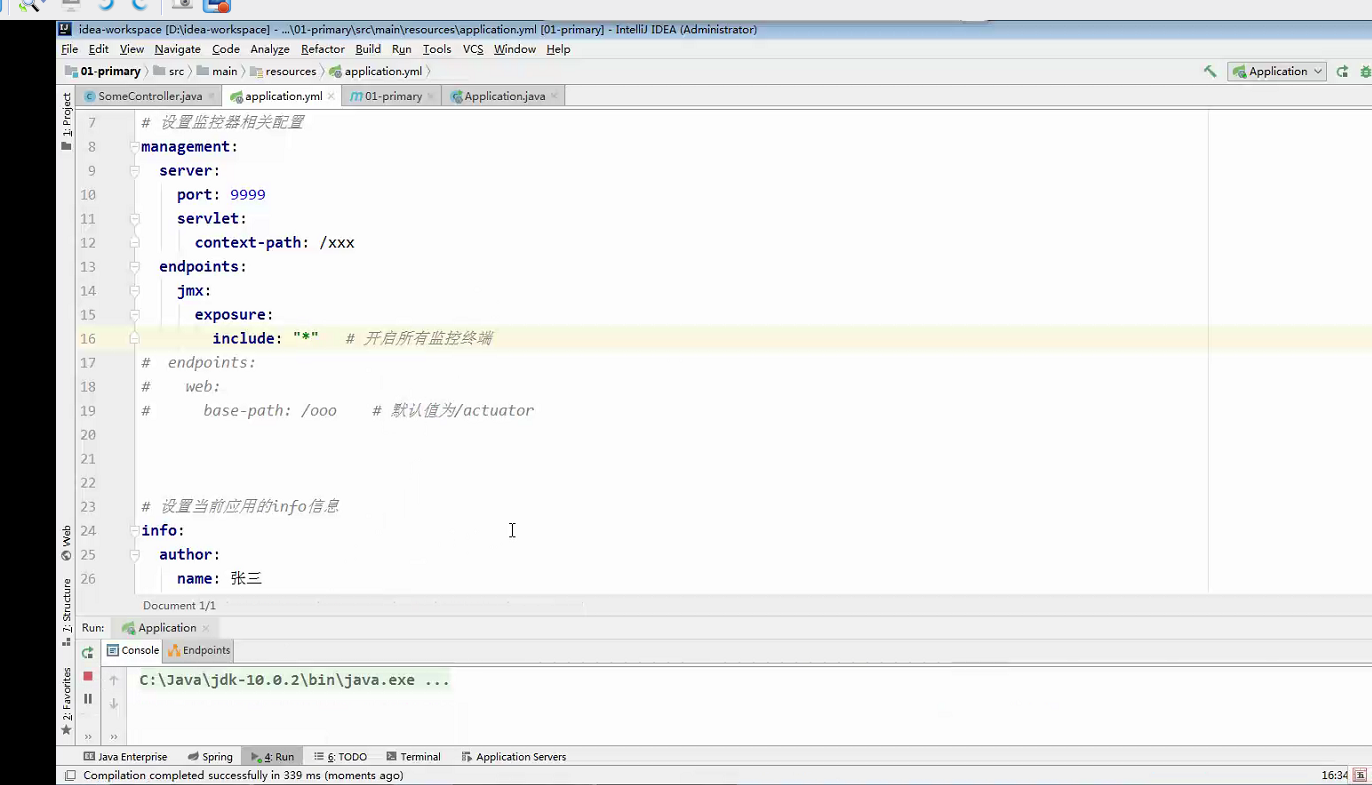 idea-workspace [D:\idea-workspace] - ...\01-primary\src\main\resources\application.yml [01-primary] - IntelliJ IDEA (Administrator)
File Edit View Navigate Code Analyze Refactor Build Run Tools VCS Window Help
01-primary src main resources application.yml Application
SomeController.java application.yml 01-primary Application.java
1: Project
7 # 设置监控器相关配置
8 management:
9 server:
10 port: 9999
11 servlet:
12 context-path: /xxx
13 endpoints:
14 jmx:
15 exposure:
16 include: "*" # 开启所有监控终端
17 # endpoints:
18 # web:
19 # base-path: /ooo # 默认值为/actuator
20
21
22
23 # 设置当前应用的info信息
24 info:
25 author:
26 name: 张三
Web
7: Structure
2: Favorites
Document 1/1
Run: Application
Console Endpoints
C:\Java\jdk-10.0.2\bin\java.exe ...
Java Enterprise Spring 4: Run 6: TODO Terminal Application Servers
Compilation completed successfully in 339 ms (moments ago) 16:34 五